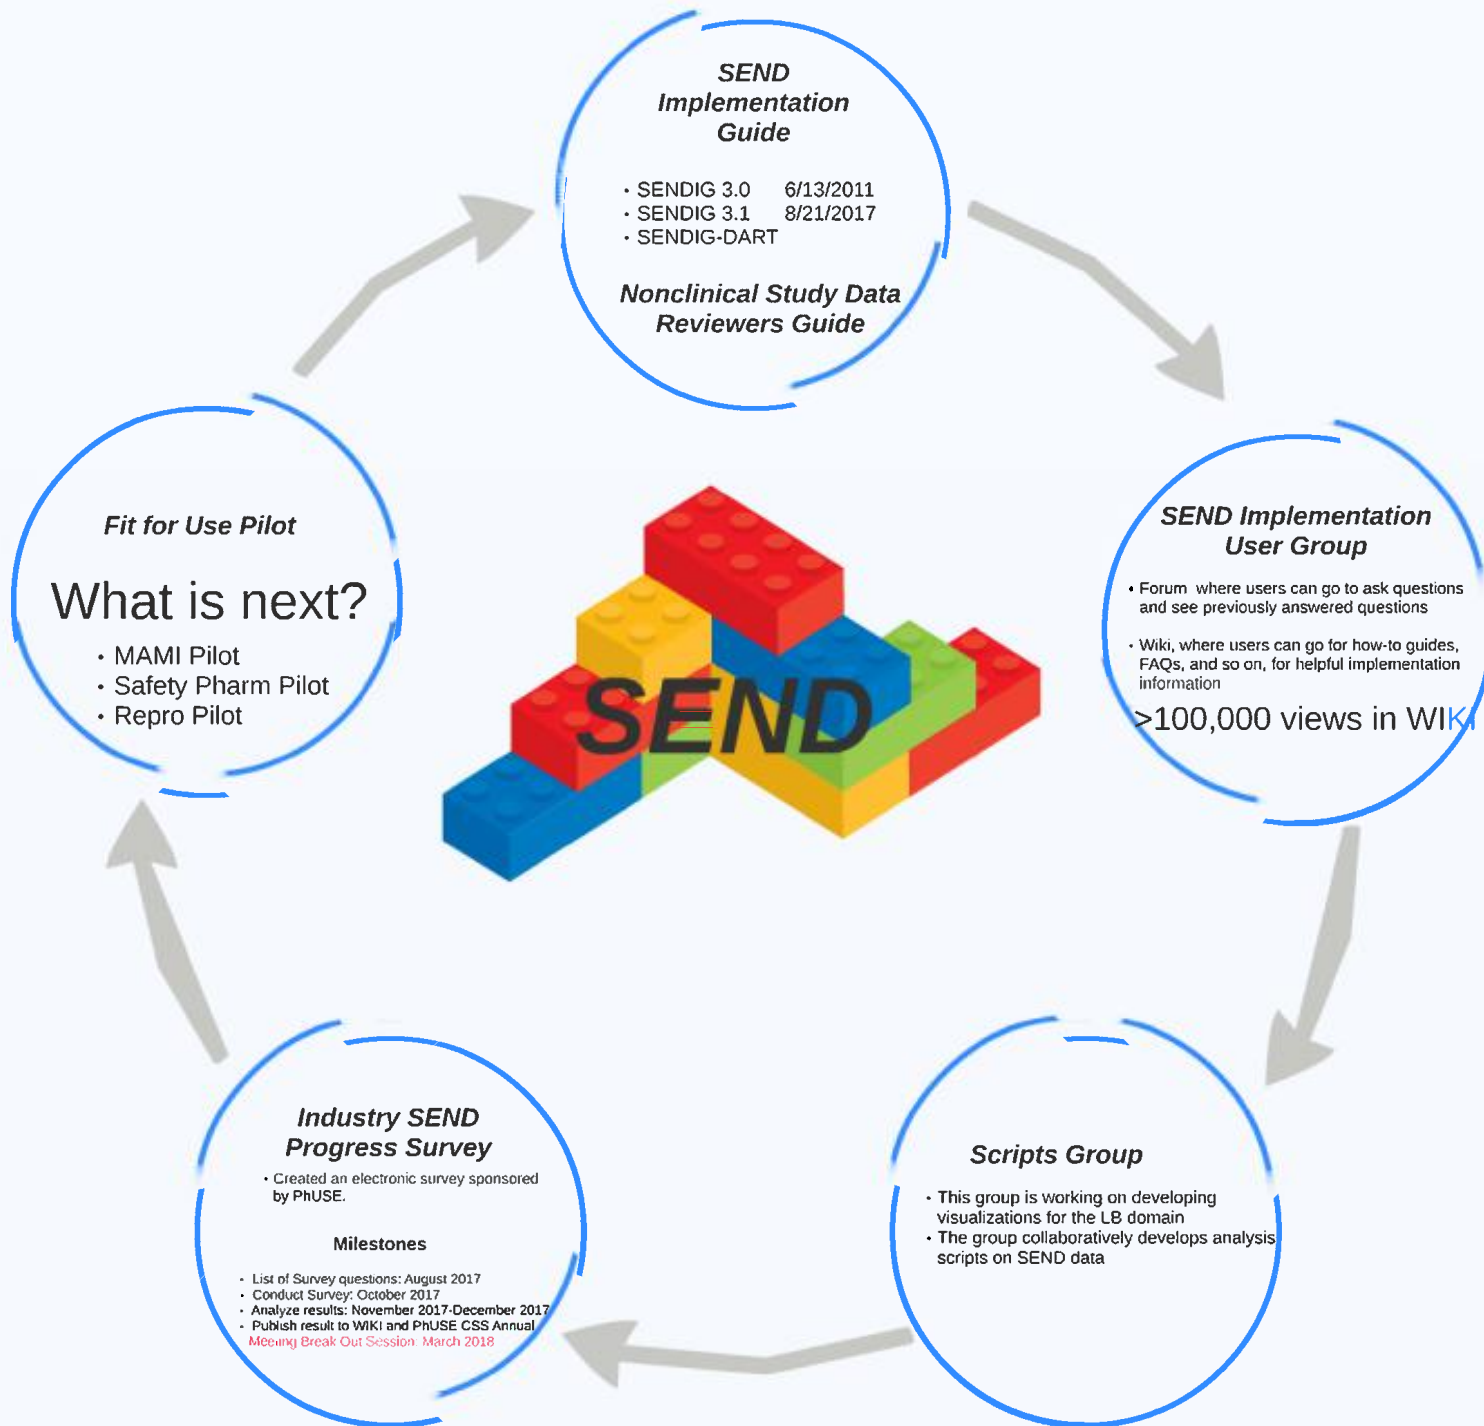 SEND
Implementation
Guide
• SENDIG 3.0 6/13/2011
• SENDIG 3.1 8/21/2017
• SENDIG-DART
Nonclinical Study Data
Reviewers Guide
SEND Implementation
User Group
• Forum where users can go to ask questions
and see previously answered questions
• Wiki, where users can go for how-to guides,
FAQs, and so on, for helpful implementation
information
>100,000 views in WIKI
Scripts Group
• This group is working on developing
visualizations for the LB domain
• The group collaboratively develops analysis
scripts on SEND data
Industry SEND
Progress Survey
• Created an electronic survey sponsored
by PhUSE.
Milestones
• List of Survey questions: August 2017
• Conduct Survey: October 2017
• Analyze results: November 2017-December 2017
• Publish result to WIKI and PhUSE CSS Annual
Meeting Break Out Session: March 2018
Fit for Use Pilot
What is next?
• MAMI Pilot
• Safety Pharm Pilot
• Repro Pilot
SEND